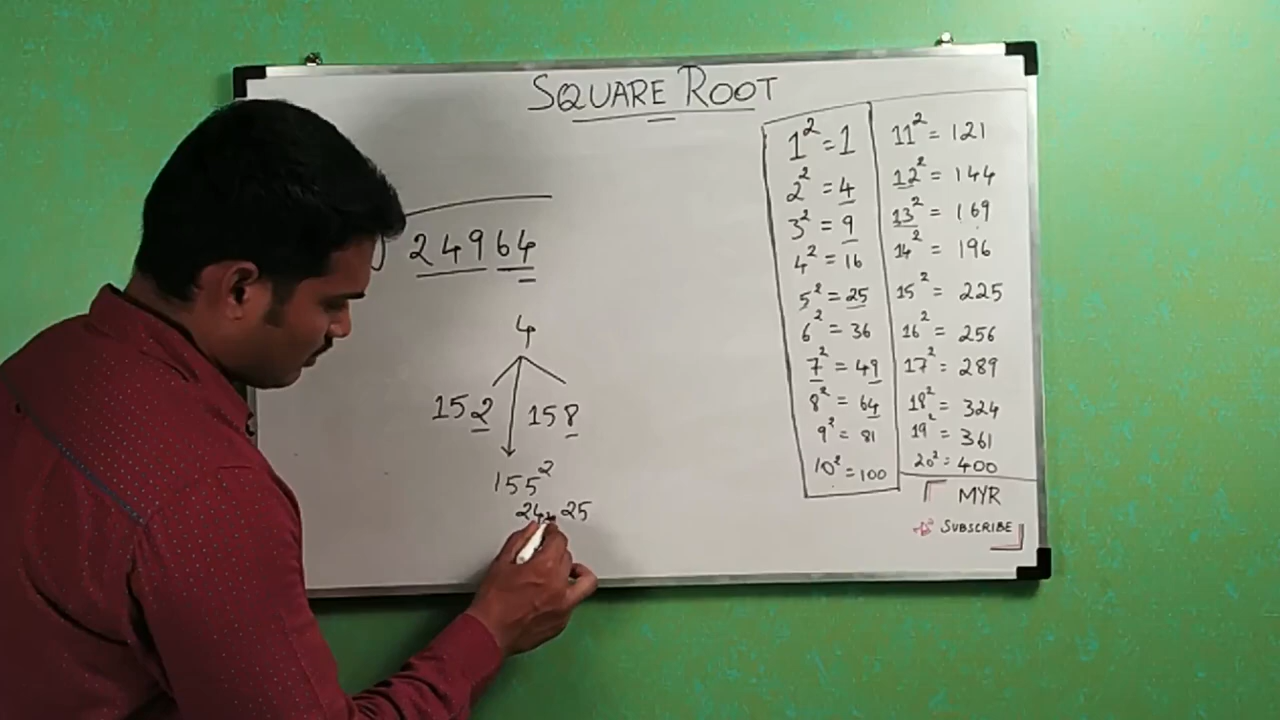 SQUARE ROOT
24964
4
152 158
155²
24025
1² = 1
2² = 4
3² = 9
4² = 16
5² = 25
6² = 36
7² = 49
8² = 64
9² = 81
10² = 100
11² = 121
12² = 144
13² = 169
14² = 196
15² = 225
16² = 256
17² = 289
18² = 324
19² = 361
20² = 400
MYR
SUBSCRIBE